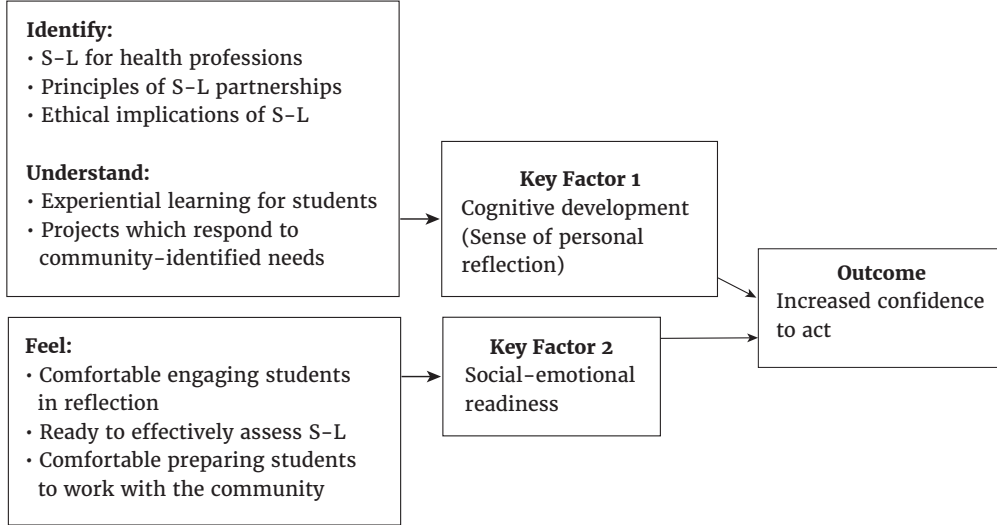 Identify:
· S-L for health professions
· Principles of S-L partnerships
· Ethical implications of S-L
Understand:
· Experiential learning for students
· Projects which respond to
community-identified needs
Key Factor 1
Cognitive development
(Sense of personal
reflection)
Outcome
Increased confidence
to act
Feel:
· Comfortable engaging students
in reflection
· Ready to effectively assess S-L
· Comfortable preparing students
to work with the community
Key Factor 2
Social-emotional
readiness